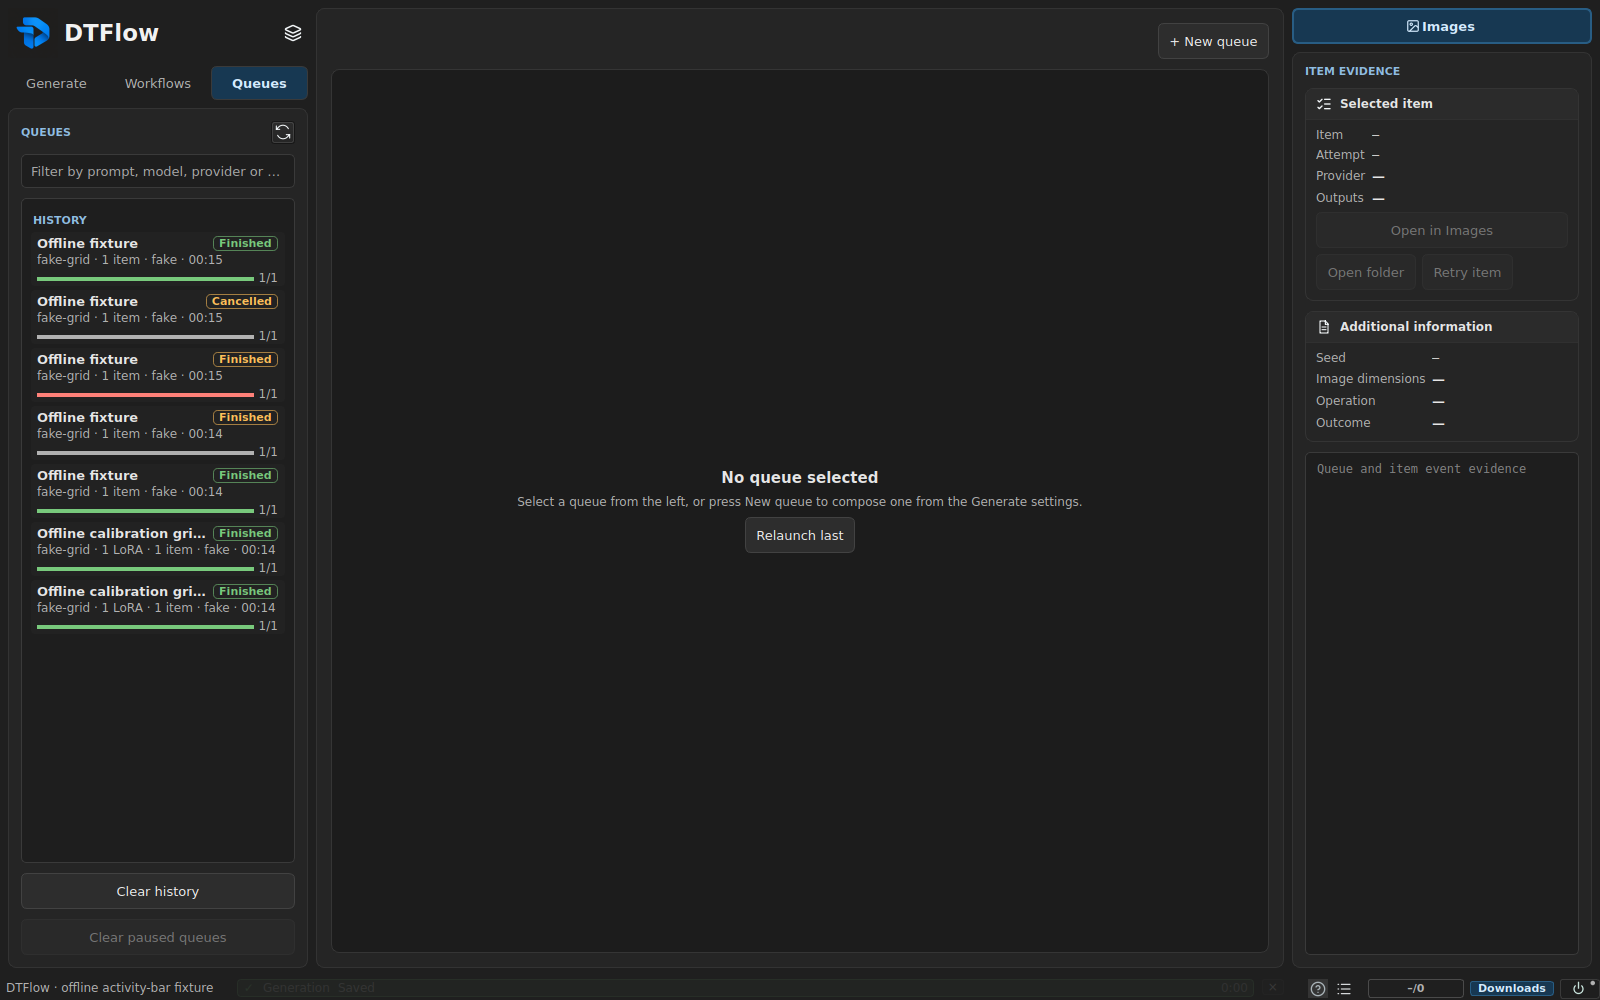 DTFlow
Generate
Workflows
Queues
QUEUES
Filter by prompt, model, provider or ...
HISTORY
Offline fixture
Finished
fake-grid · 1 item · fake · 00:15
1/1
Offline fixture
Cancelled
fake-grid · 1 item · fake · 00:15
1/1
Offline fixture
Finished
fake-grid · 1 item · fake · 00:15
1/1
Offline fixture
Finished
fake-grid · 1 item · fake · 00:14
1/1
Offline fixture
Finished
fake-grid · 1 item · fake · 00:14
1/1
Offline calibration gri...
Finished
fake-grid · 1 LoRA · 1 item · fake · 00:14
1/1
Offline calibration gri...
Finished
fake-grid · 1 LoRA · 1 item · fake · 00:14
1/1
Clear history
Clear paused queues
+ New queue
No queue selected
Select a queue from the left, or press New queue to compose one from the Generate settings.
Relaunch last
Images
ITEM EVIDENCE
Selected item
Item –
Attempt –
Provider —
Outputs —
Open in Images
Open folder
Retry item
Additional information
Seed –
Image dimensions —
Operation —
Outcome —
Queue and item event evidence
DTFlow · offline activity-bar fixture
✓ Generation Saved
0:00 ×
–/0
Downloads